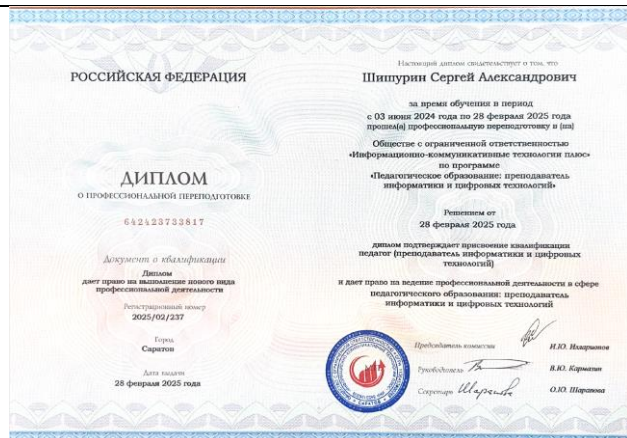 РОССИЙСКАЯ ФЕДЕРАЦИЯ
ДИПЛОМ
О ПРОФЕССИОНАЛЬНОЙ ПЕРЕПОДГОТОВКЕ
642423733817
Документ о квалификации
Диплом
дает право на выполнение нового вида
профессиональной деятельности
Регистрационный номер
2025/02/237
Город
Саратов
Дата выдачи
28 февраля 2025 года
Настоящий диплом свидетельствует о том, что
Шишурин Сергей Александрович
за время обучения в период
с 03 июня 2024 года по 28 февраля 2025 года
прошел(а) профессиональную переподготовку в (на)
Обществе с ограниченной ответственностью
«Информационно-коммуникативные технологии плюс»
по программе
«Педагогическое образование: преподаватель
информатики и цифровых технологий»
Решением от
28 февраля 2025 года
диплом подтверждает присвоение квалификации
педагог (преподаватель информатики и цифровых
технологий)
и дает право на ведение профессиональной деятельности в сфере
педагогического образования: преподаватель
информатики и цифровых технологий
Председатель комиссии
Руководитель
В.Ю. Кармазин
Секретарь
О.Ю. Шарапова